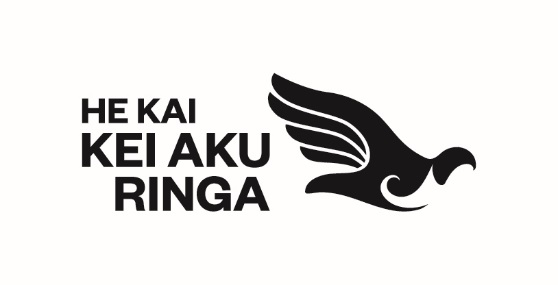 HE KAI
KEI AKU
RINGA